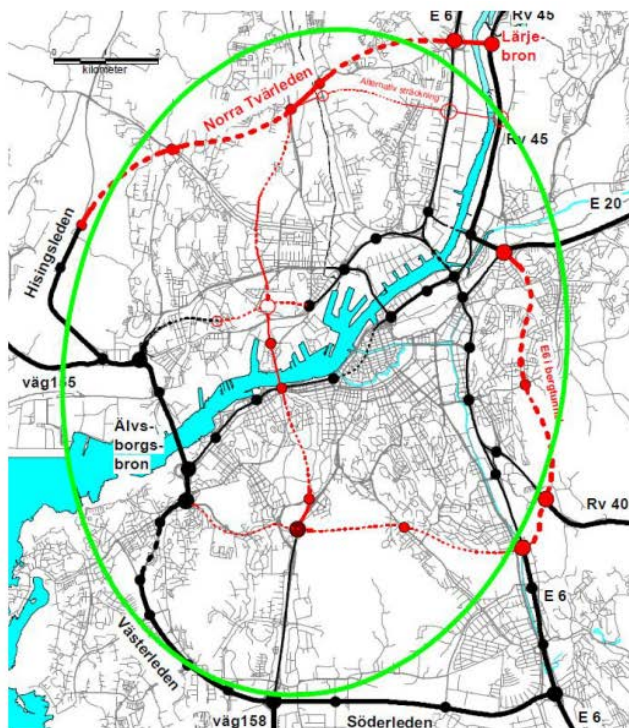 E 6
Rv 45
Lärje-
bron
2
0
2
kilometer
Norra Tvärleden
Alternativ sträckning
Rv 45
E 20
Hisingsleden
väg155
E6 i bergtunnel
Älvs-
borgs-
bron
Rv 40
E 6
Västerleden
väg158
Söderleden
E 6